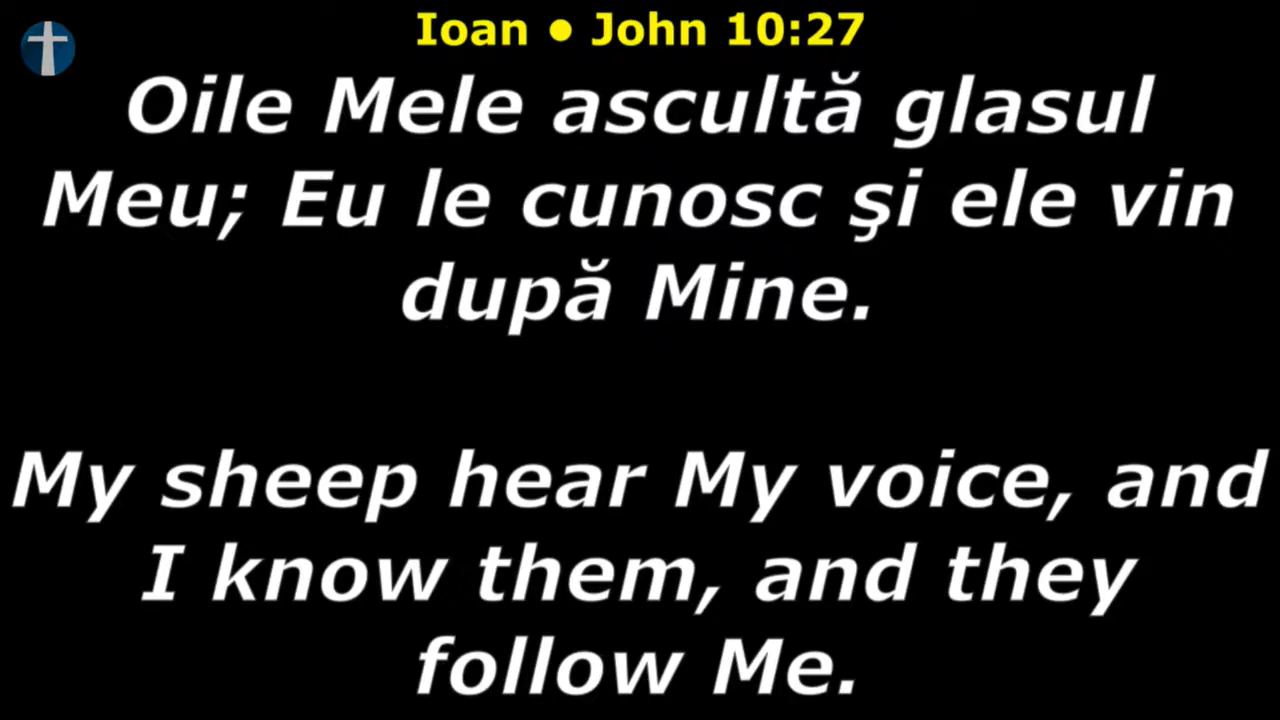 Ioan ● John 10:27
Oile Mele ascultă glasul
Meu; Eu le cunosc şi ele vin
după Mine.
My sheep hear My voice, and
I know them, and they
follow Me.